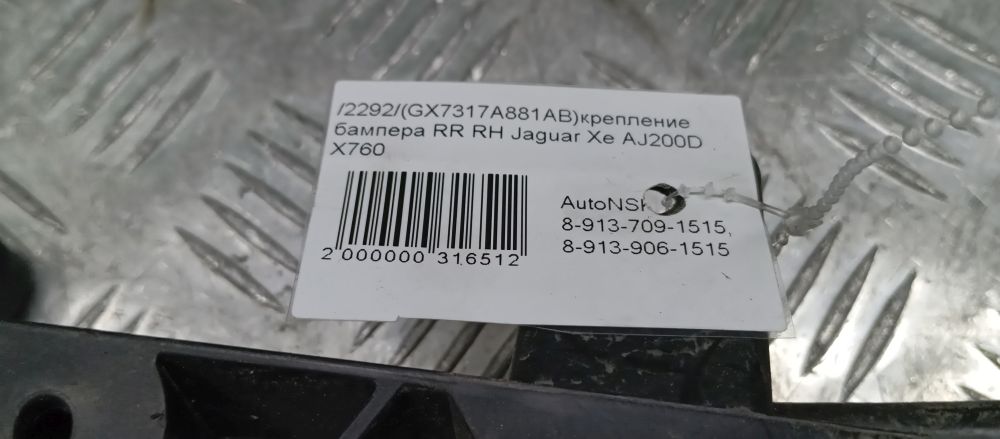 /2292/(GX7317A881AB)крепление
бампера RR RH Jaguar Xe AJ200D
X760
AutoNSK
8-913-709-1515,
8-913-906-1515
2 000000 316512